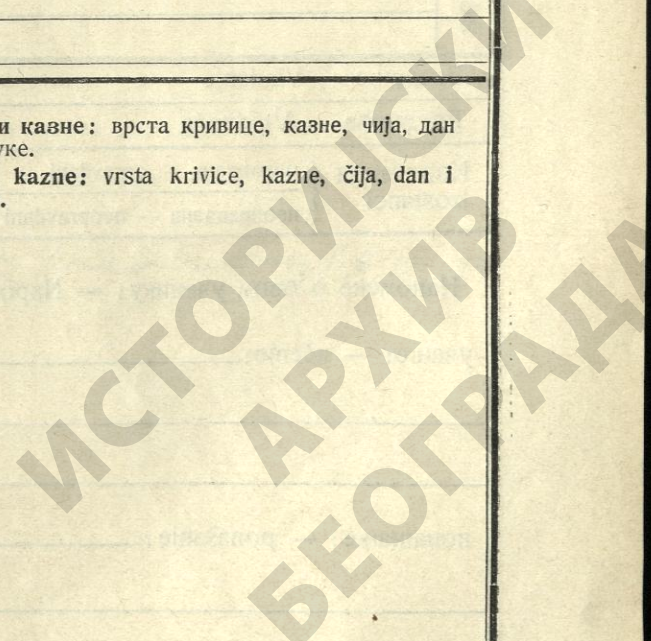 и казне: врста кривице, казне, чија, дан
уке.
kazne: vrsta krivice, kazne, čija, dan i
ИСТОРИЈСКИ
АРХИВ
БЕОГРАДА